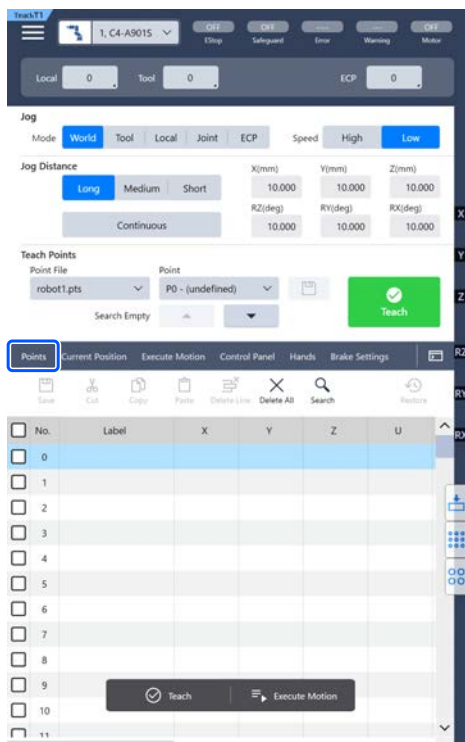 TeachT1
1, C4-A901S
OFF OFF ---- ---- OFF
EStop Safeguard Error Warning Motor
Local 0 Tool 0 ECP 0
Jog
Mode World Tool Local Joint ECP Speed High Low
Jog Distance
X(mm) Y(mm) Z(mm)
Long Medium Short 10.000 10.000 10.000
RZ(deg) RY(deg) RX(deg)
Continuous 10.000 10.000 10.000
Teach Points
Point File Point
robot1.pts P0 - (undefined)
Search Empty Teach
X
Y
Z
RZ
RY
RX
Points Current Position Execute Motion Control Panel Hands Brake Settings
Save Cut Copy Paste Delete Line Delete All Search Restore
No. Label X Y Z U
0
1
2
3
4
5
6
7
8
9
Teach Execute Motion
10
11